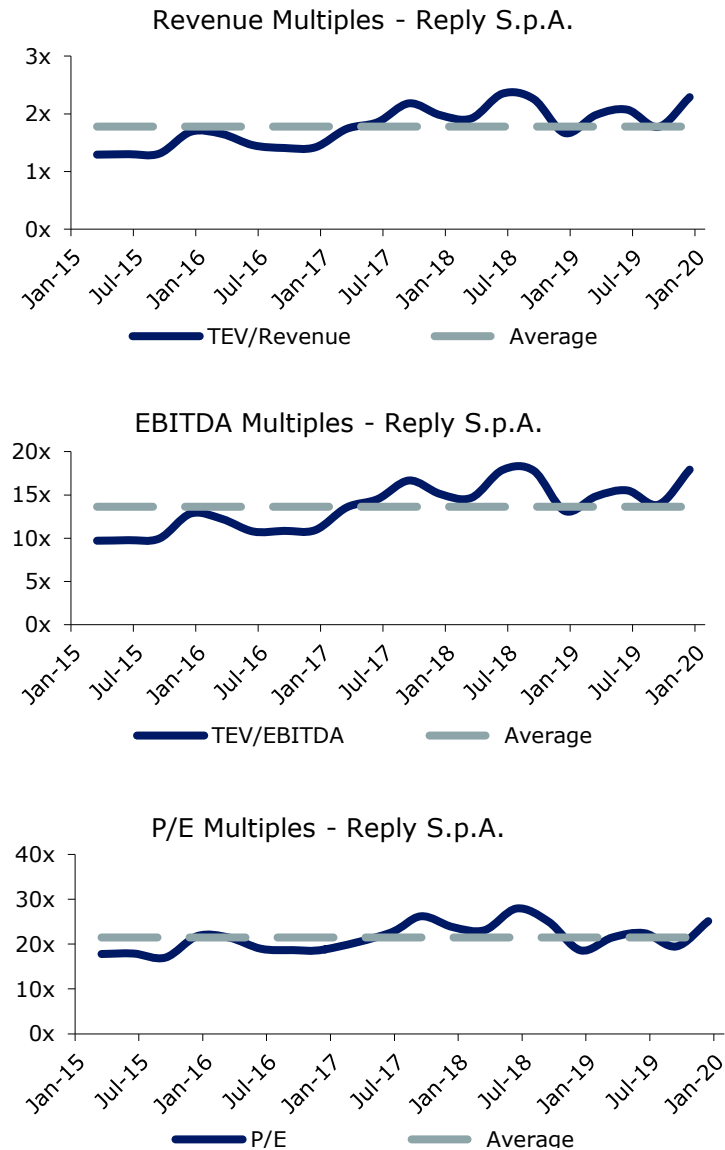 Revenue Multiples - Reply S.p.A.
3x
2x
1x
0x
Jan-15 Jul-15 Jan-16 Jul-16 Jan-17 Jul-17 Jan-18 Jul-18 Jan-19 Jul-19 Jan-20
TEV/Revenue Average
EBITDA Multiples - Reply S.p.A.
20x
15x
10x
5x
0x
Jan-15 Jul-15 Jan-16 Jul-16 Jan-17 Jul-17 Jan-18 Jul-18 Jan-19 Jul-19 Jan-20
TEV/EBITDA Average
P/E Multiples - Reply S.p.A.
40x
30x
20x
10x
0x
Jan-15 Jul-15 Jan-16 Jul-16 Jan-17 Jul-17 Jan-18 Jul-18 Jan-19 Jul-19 Jan-20
P/E Average